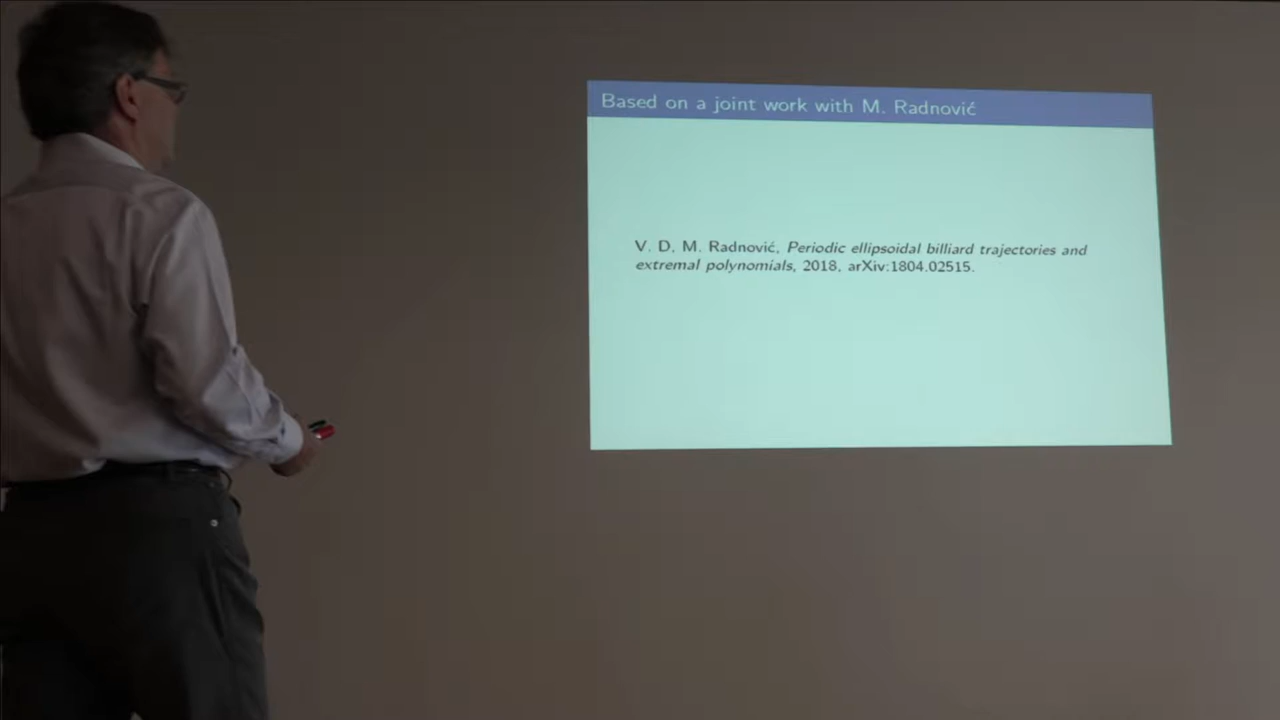 Based on a joint work with M. Radnović
V. D, M. Radnović, Periodic ellipsoidal billiard trajectories and
extremal polynomials, 2018, arXiv:1804.02515.